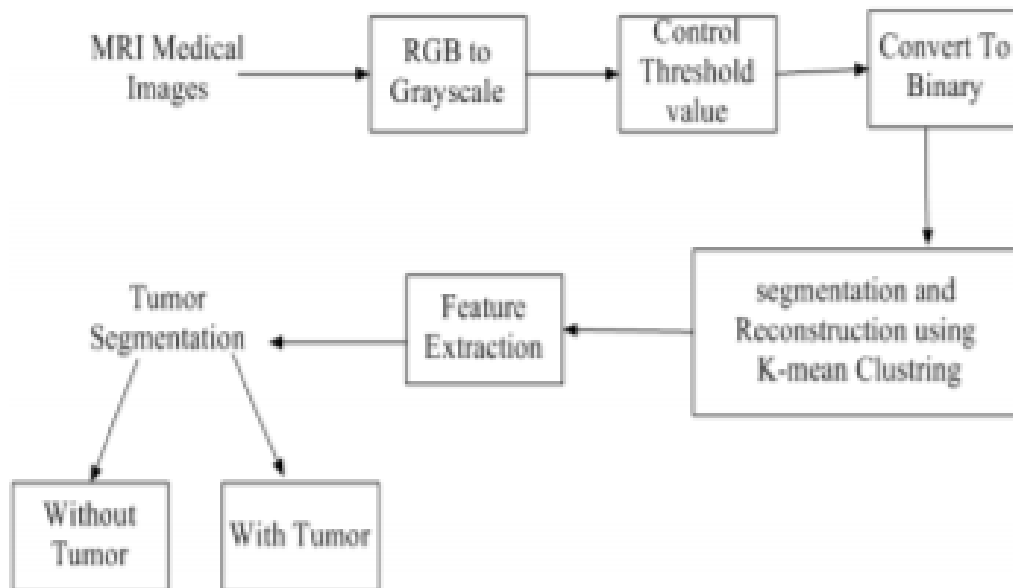 MRI Medical
Images
RGB to
Grayscale
Control
Threshold
value
Convert To
Binary
segmentation and
Reconstruction using
K-mean Clustring
Feature
Extraction
Tumor
Segmentation
Without
Tumor
With Tumor